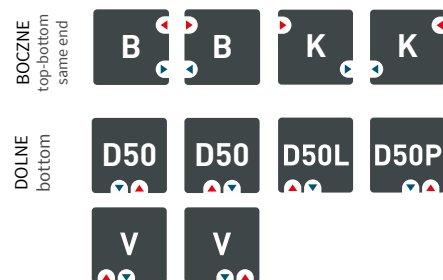 BOCZNE
top-bottom
same end
B B K K
DOLNE
bottom
D50 D50 D50L D50P
V V